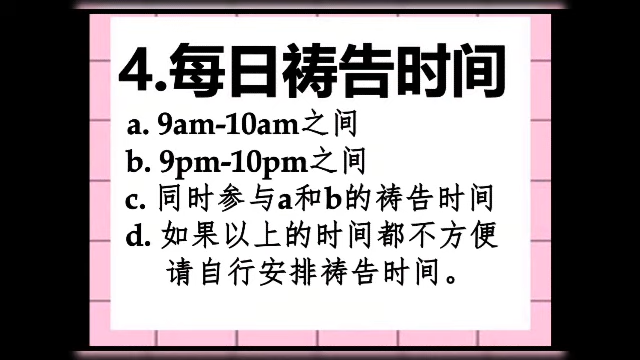 4.每日祷告时间
a. 9am-10am之间
b. 9pm-10pm之间
c. 同时参与a和b的祷告时间
d. 如果以上的时间都不方便
请自行安排祷告时间。